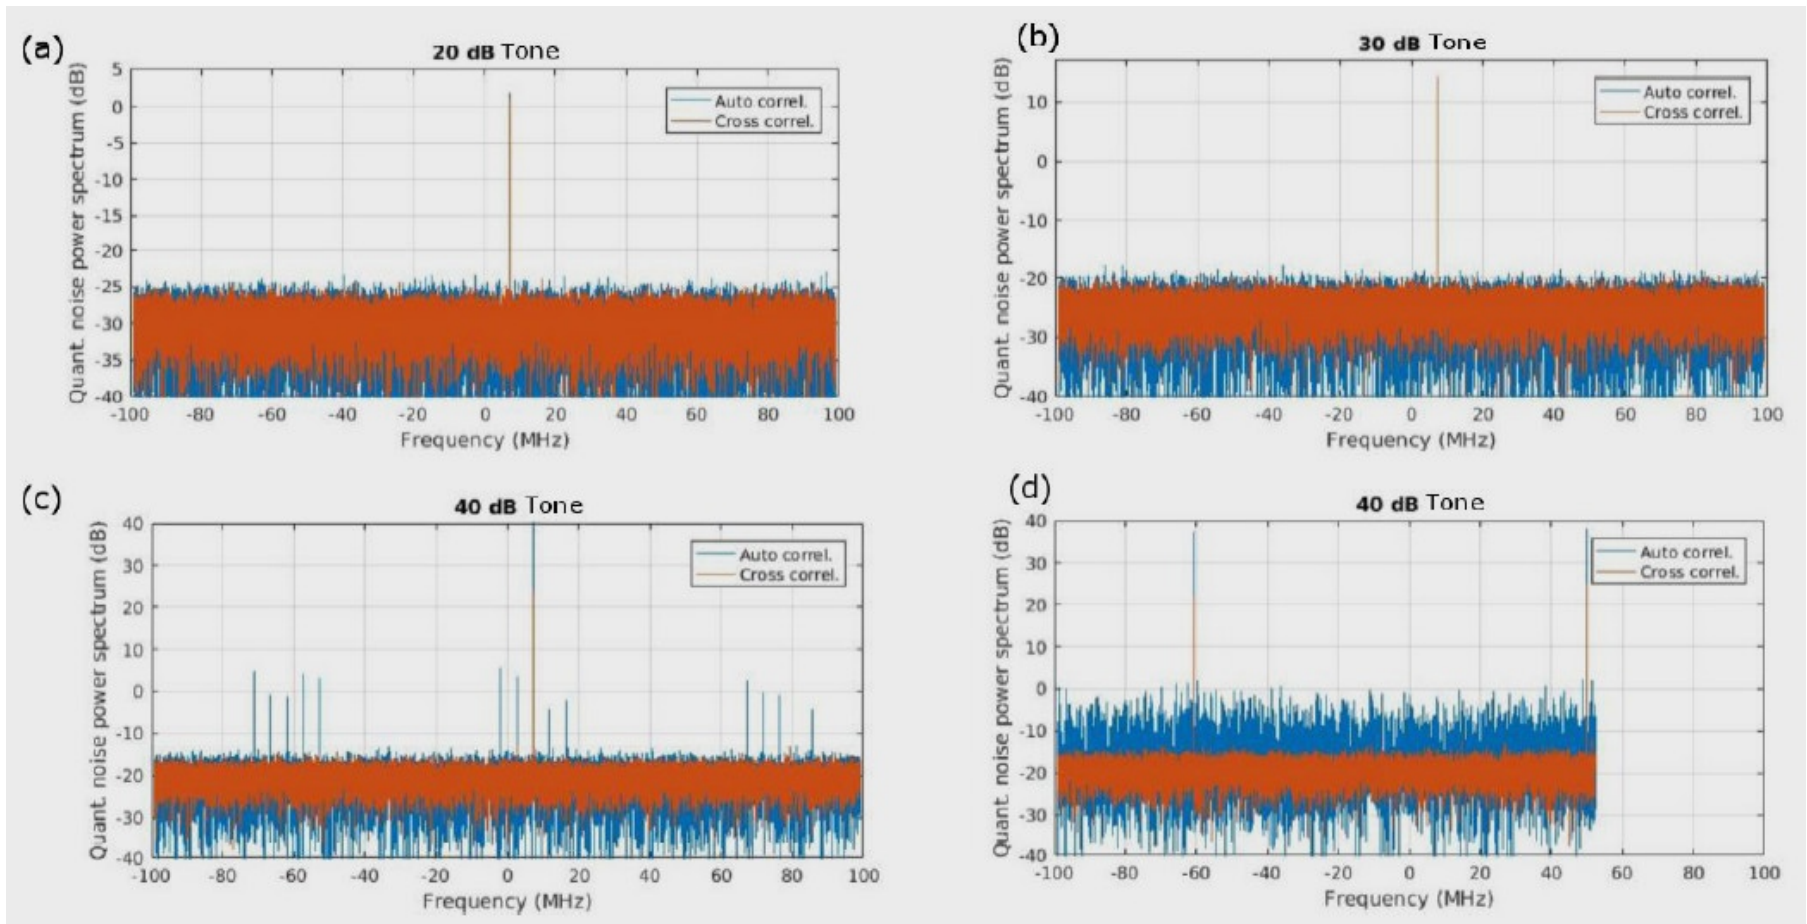 (a)
20 dB Tone
Quant. noise power spectrum (dB)
5
0
-5
-10
-15
-20
-25
-30
-35
-40
Auto correl.
Cross correl.
-100 -80 -60 -40 -20 0 20 40 60 80 100
Frequency (MHz)
(b)
30 dB Tone
Quant. noise power spectrum (dB)
10
0
-10
-20
-30
-40
Auto correl.
Cross correl.
-100 -80 -60 -40 -20 0 20 40 60 80 100
Frequency (MHz)
(c)
40 dB Tone
Quant. noise power spectrum (dB)
40
30
20
10
0
-10
-20
-30
-40
Auto correl.
Cross correl.
-100 -80 -60 -40 -20 0 20 40 60 80 100
Frequency (MHz)
(d)
40 dB Tone
Quant. noise power spectrum (dB)
40
30
20
10
0
-10
-20
-30
-40
Auto correl.
Cross correl.
-100 -80 -60 -40 -20 0 20 40 60 80 100
Frequency (MHz)